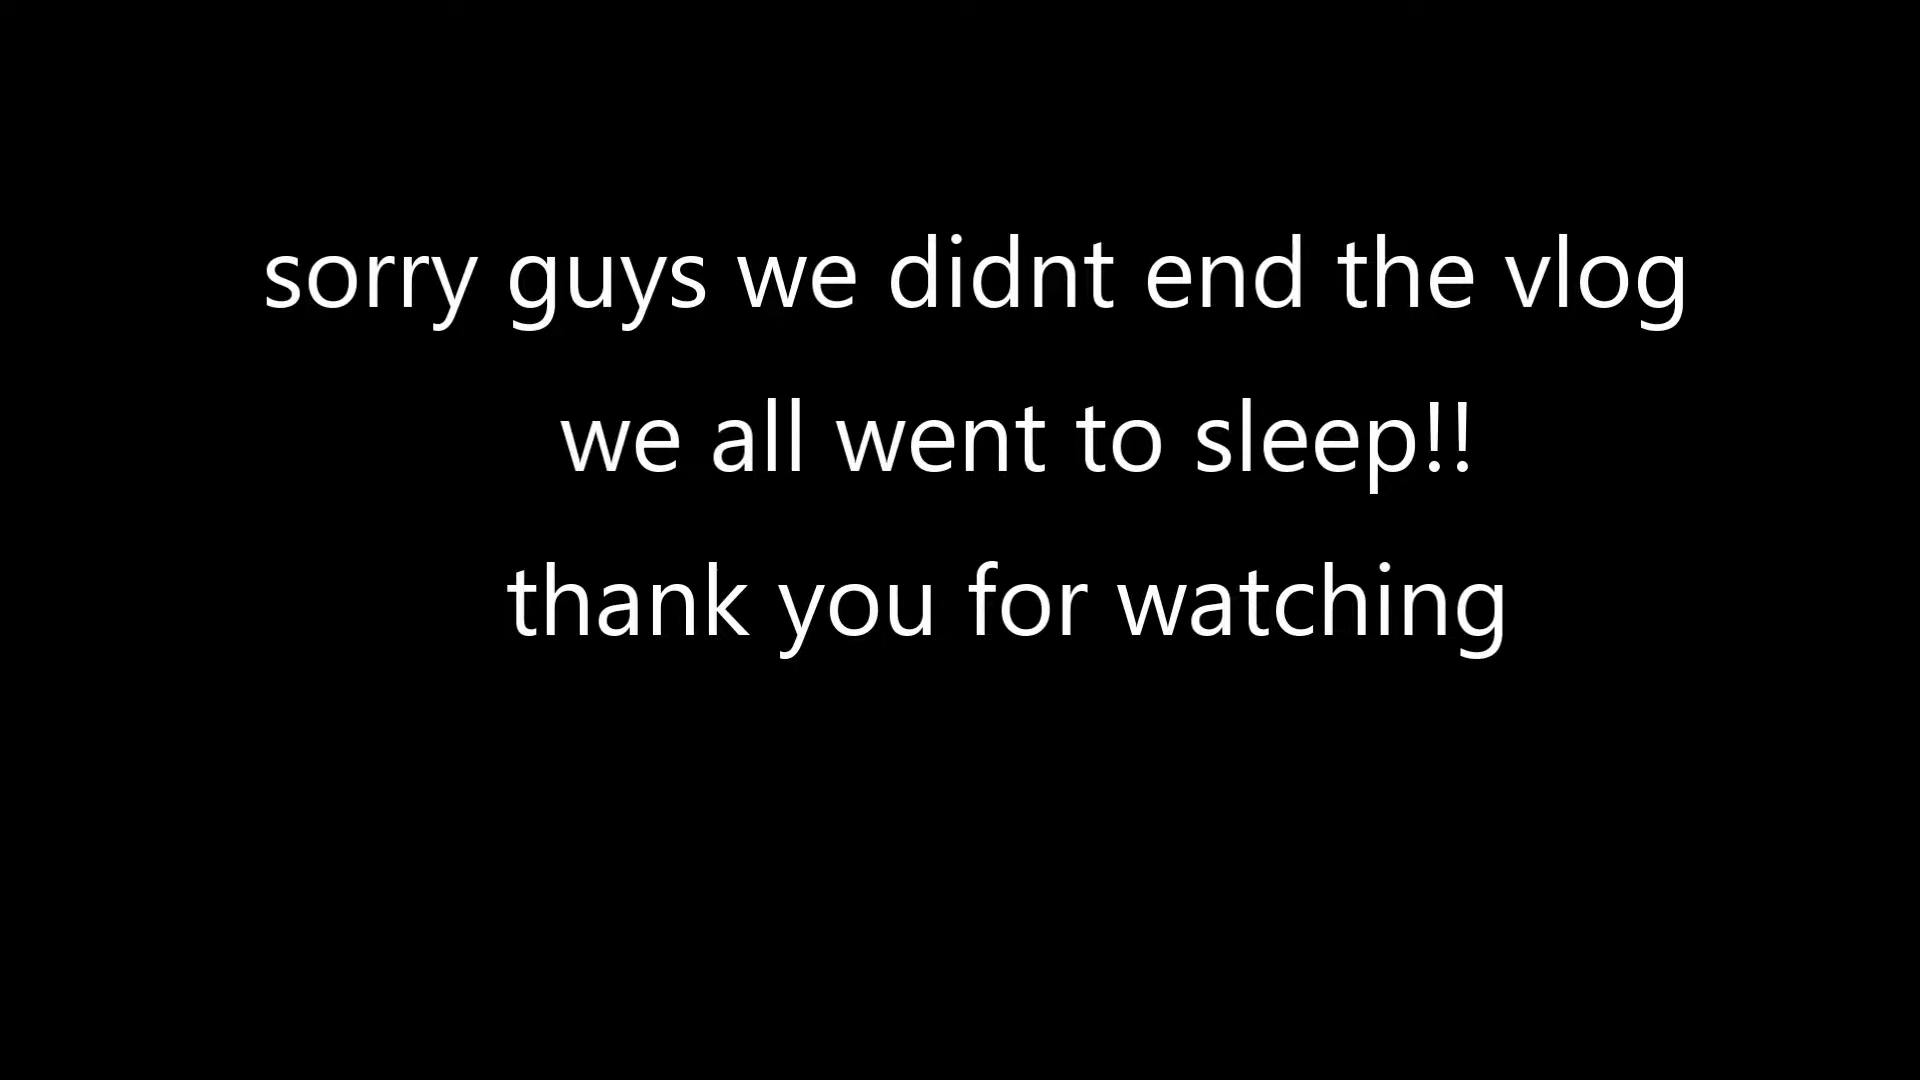 sorry guys we didnt end the vlog
we all went to sleep!!
thank you for watching